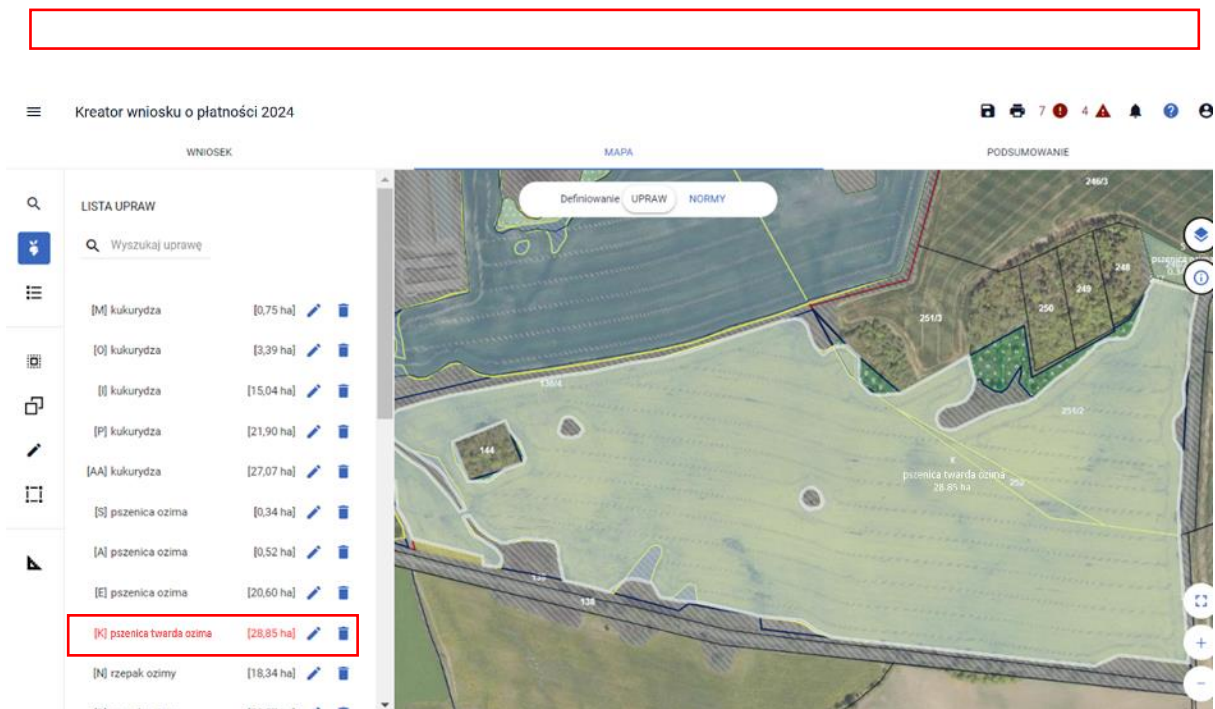 Kreator wniosku o płatności 2024
7 4
WNIOSEK MAPA PODSUMOWANIE
LISTA UPRAW
Wyszukaj uprawę
Definiowanie UPRAW NORMY
[M] kukurydza [0,75 ha]
[O] kukurydza [3,39 ha]
[I] kukurydza [15,04 ha]
[P] kukurydza [21,90 ha]
[AA] kukurydza [27,07 ha]
[S] pszenica ozima [0,34 ha]
[A] pszenica ozima [0,52 ha]
[E] pszenica ozima [20,60 ha]
[K] pszenica twarda ozima [28,85 ha]
[N] rzepak ozimy [18,34 ha]
246/3
248
249
250
251/3
138/4
251/2
144
K
pszenica twarda ozima
28.85 ha
252
138